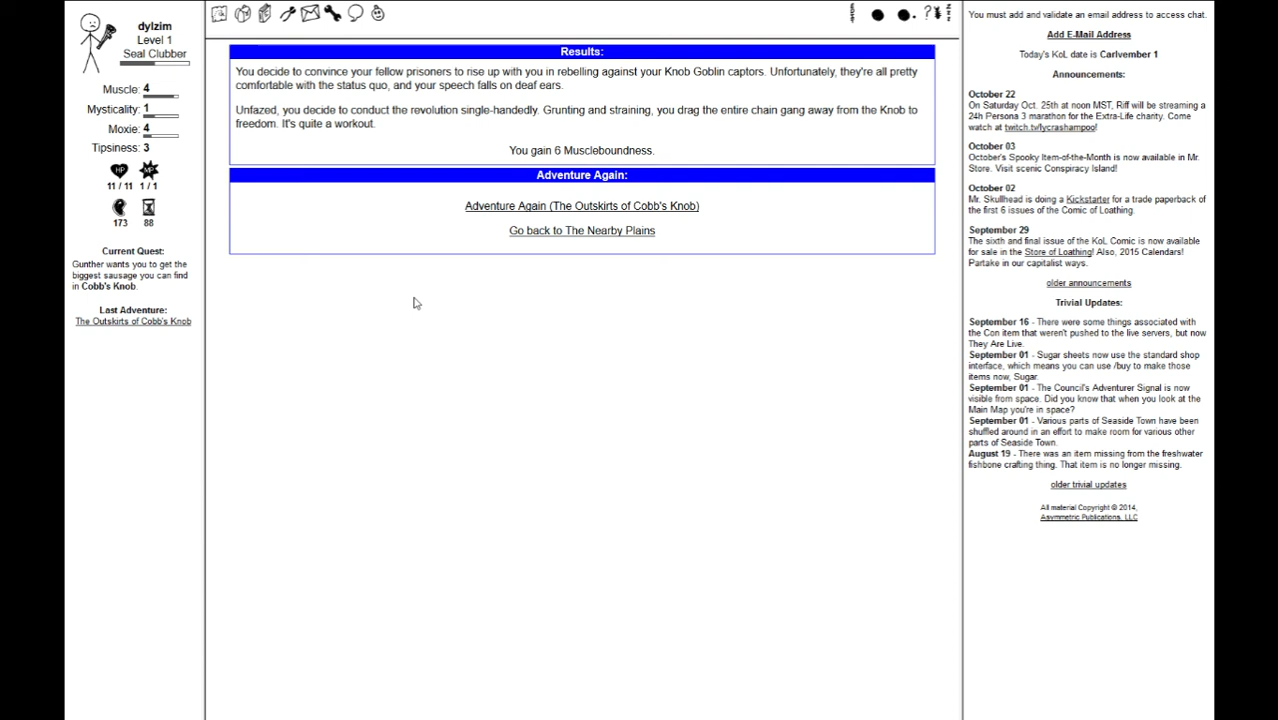 dylzim
Level 1
Seal Clubber
Muscle: 4
Mysticality: 1
Moxie: 4
Tipsiness: 3
HP MP
11 / 11 1 / 1
173 88
Current Quest:
Gunther wants you to get the
biggest sausage you can find
in Cobb's Knob.
Last Adventure:
The Outskirts of Cobb's Knob
Results:
You decide to convince your fellow prisoners to rise up with you in rebelling against your Knob Goblin captors. Unfortunately, they're all pretty
comfortable with the status quo, and your speech falls on deaf ears.
Unfazed, you decide to conduct the revolution single-handedly. Grunting and straining, you drag the entire chain gang away from the Knob to
freedom. It's quite a workout.
You gain 6 Muscleboundness.
Adventure Again:
Adventure Again (The Outskirts of Cobb's Knob)
Go back to The Nearby Plains
You must add and validate an email address to access chat.
Add E-Mail Address
Today's KoL date is Carlvember 1
Announcements:
October 22
On Saturday Oct. 25th at noon MST, Riff will be streaming a
24h Persona 3 marathon for the Extra-Life charity. Come
watch at twitch.tv/lycrashampoo!
October 03
October's Spooky Item-of-the-Month is now available in Mr.
Store. Visit scenic Conspiracy Island!
October 02
Mr. Skullhead is doing a Kickstarter for a trade paperback of
the first 6 issues of the Comic of Loathing.
September 29
The sixth and final issue of the KoL Comic is now available
for sale in the Store of Loathing! Also, 2015 Calendars!
Partake in our capitalist ways.
older announcements
Trivial Updates:
September 16 - There were some things associated with
the Con item that weren't pushed to the live servers, but now
They Are Live.
September 01 - Sugar sheets now use the standard shop
interface, which means you can use /buy to make those
items now, Sugar.
September 01 - The Council's Adventurer Signal is now
visible from space. Did you know that when you look at the
Main Map you're in space?
September 01 - Various parts of Seaside Town have been
shuffled around in an effort to make room for various other
parts of Seaside Town.
August 19 - There was an item missing from the freshwater
fishbone crafting thing. That item is no longer missing.
older trivial updates
All material Copyright © 2014,
Asymmetric Publications, LLC